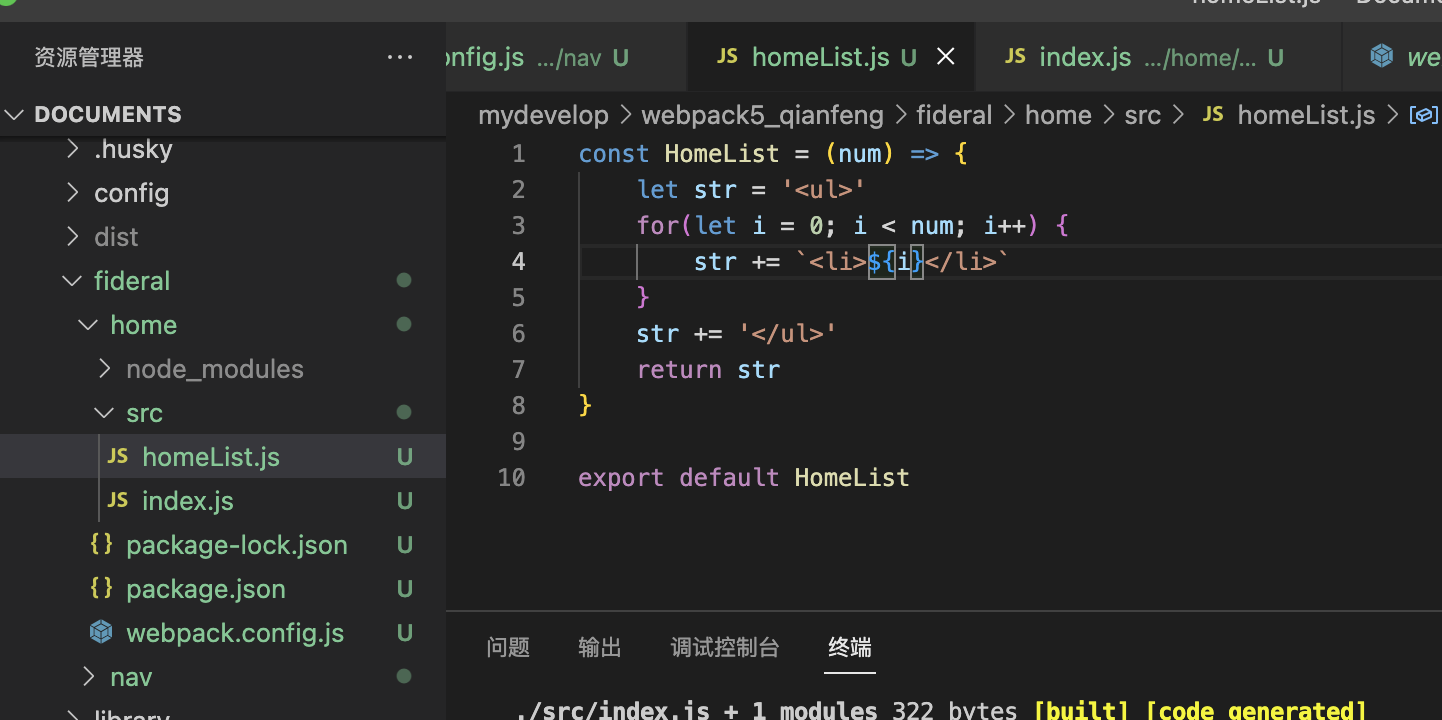 资源管理器 ...
DOCUMENTS
.husky
config
dist
fideral
home
node_modules
src
JS homeList.js U
JS index.js U
{} package-lock.json U
{} package.json U
webpack.config.js U
nav
library
onfig.js .../nav U
JS homeList.js U
JS index.js .../home/... U
we
mydevelop > webpack5_qianfeng > fideral > home > src > JS homeList.js >
1 const HomeList = (num) => {
2 let str = '<ul>'
3 for(let i = 0; i < num; i++) {
4 str += `<li>${i}</li>`
5 }
6 str += '</ul>'
7 return str
8 }
9
10 export default HomeList
问题 输出 调试控制台 终端
./src/index.js + 1 modules 322 bytes [built] [code generated]